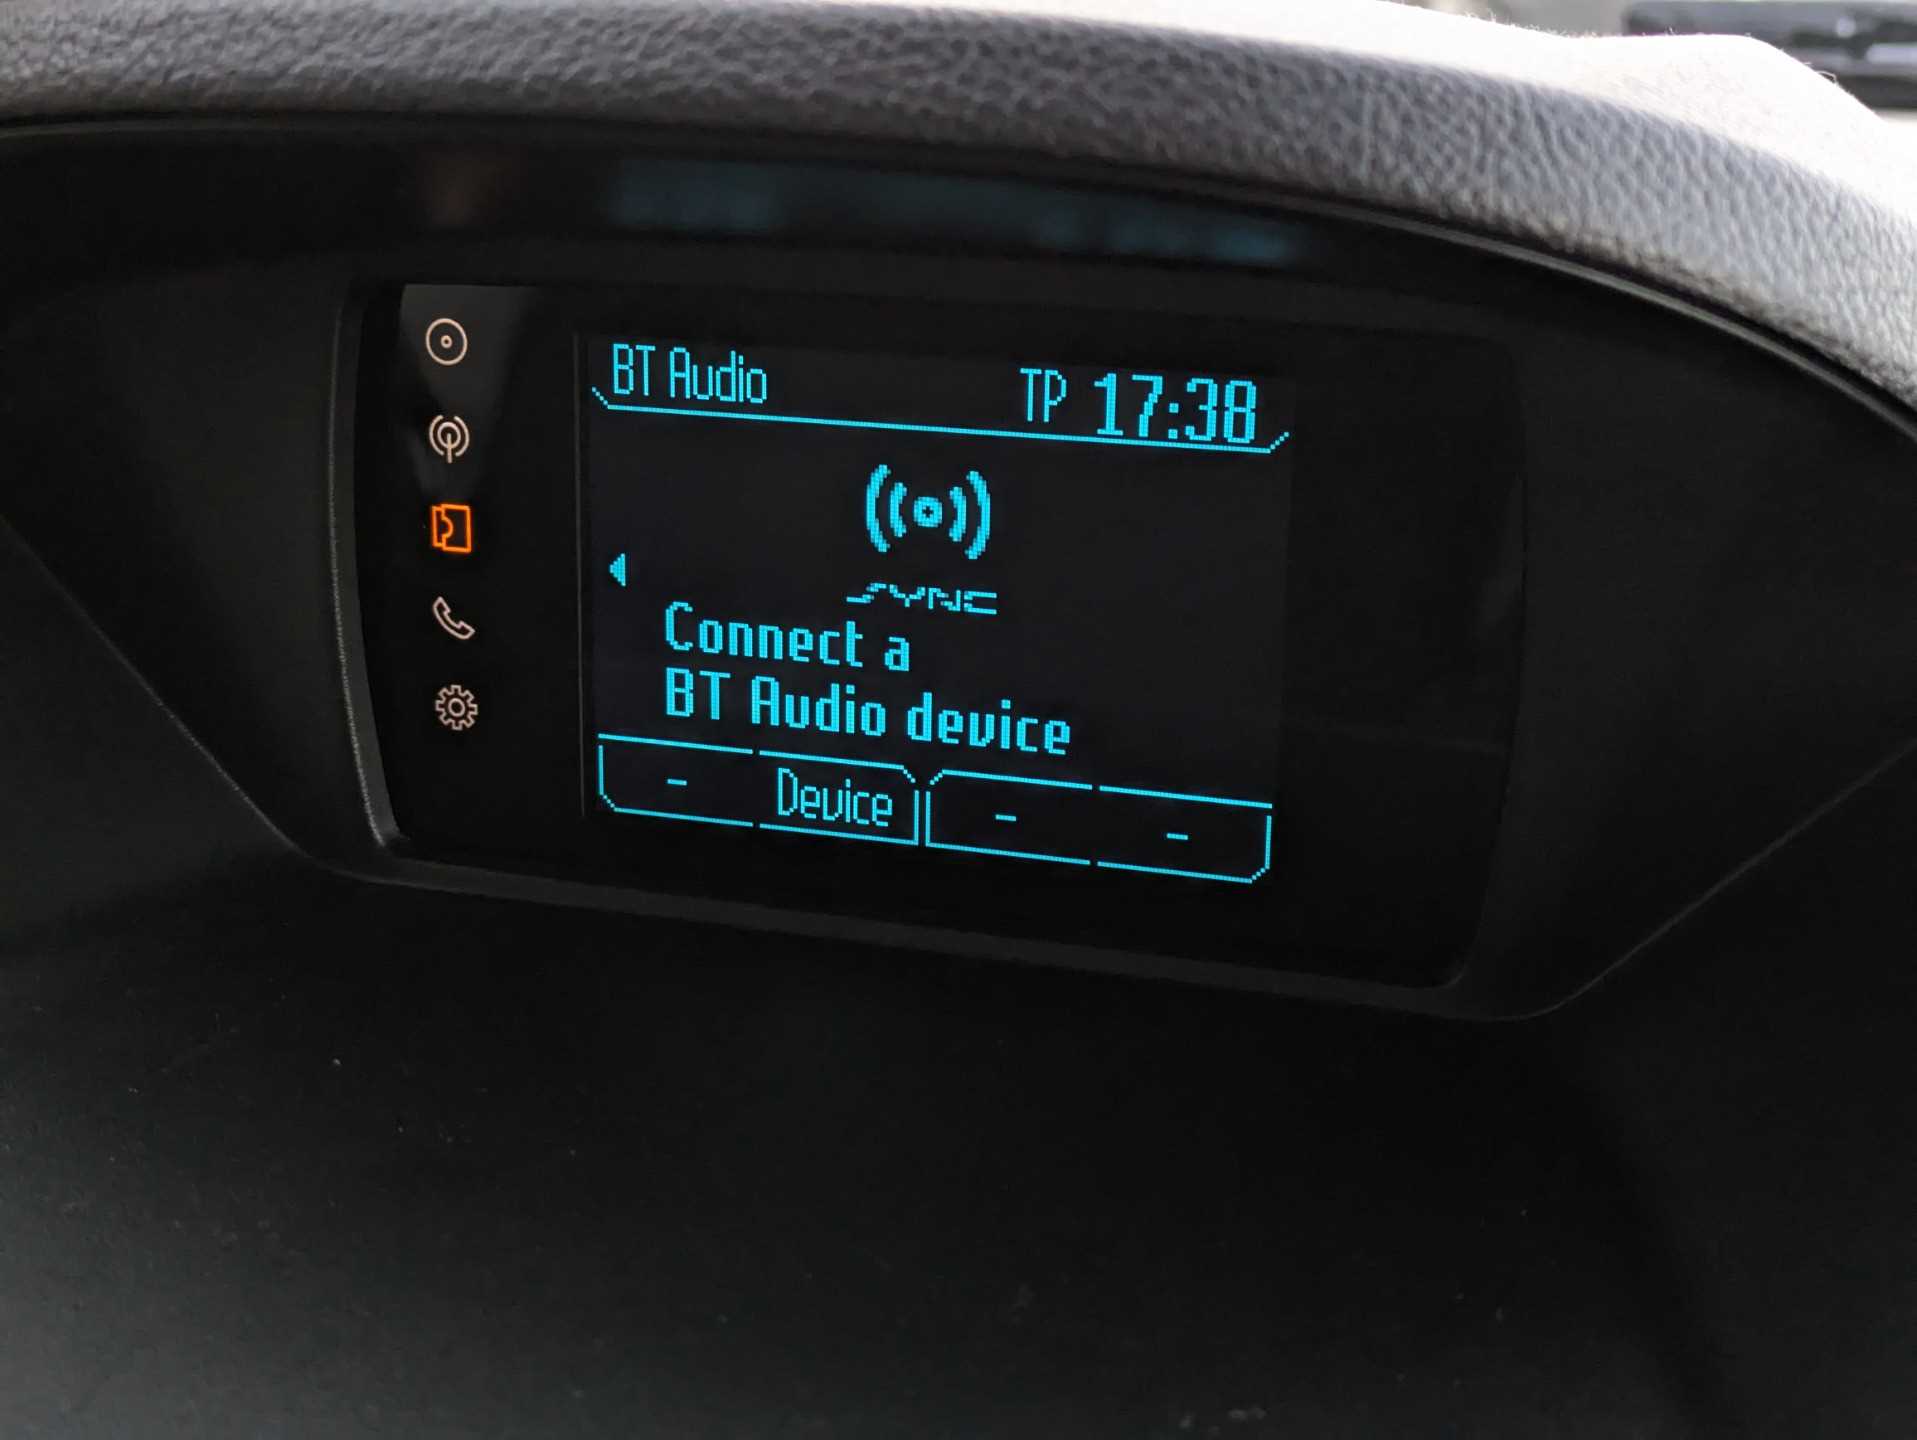 BT Audio TP 17:38
SYNC
Connect a
BT Audio device
- Device - -